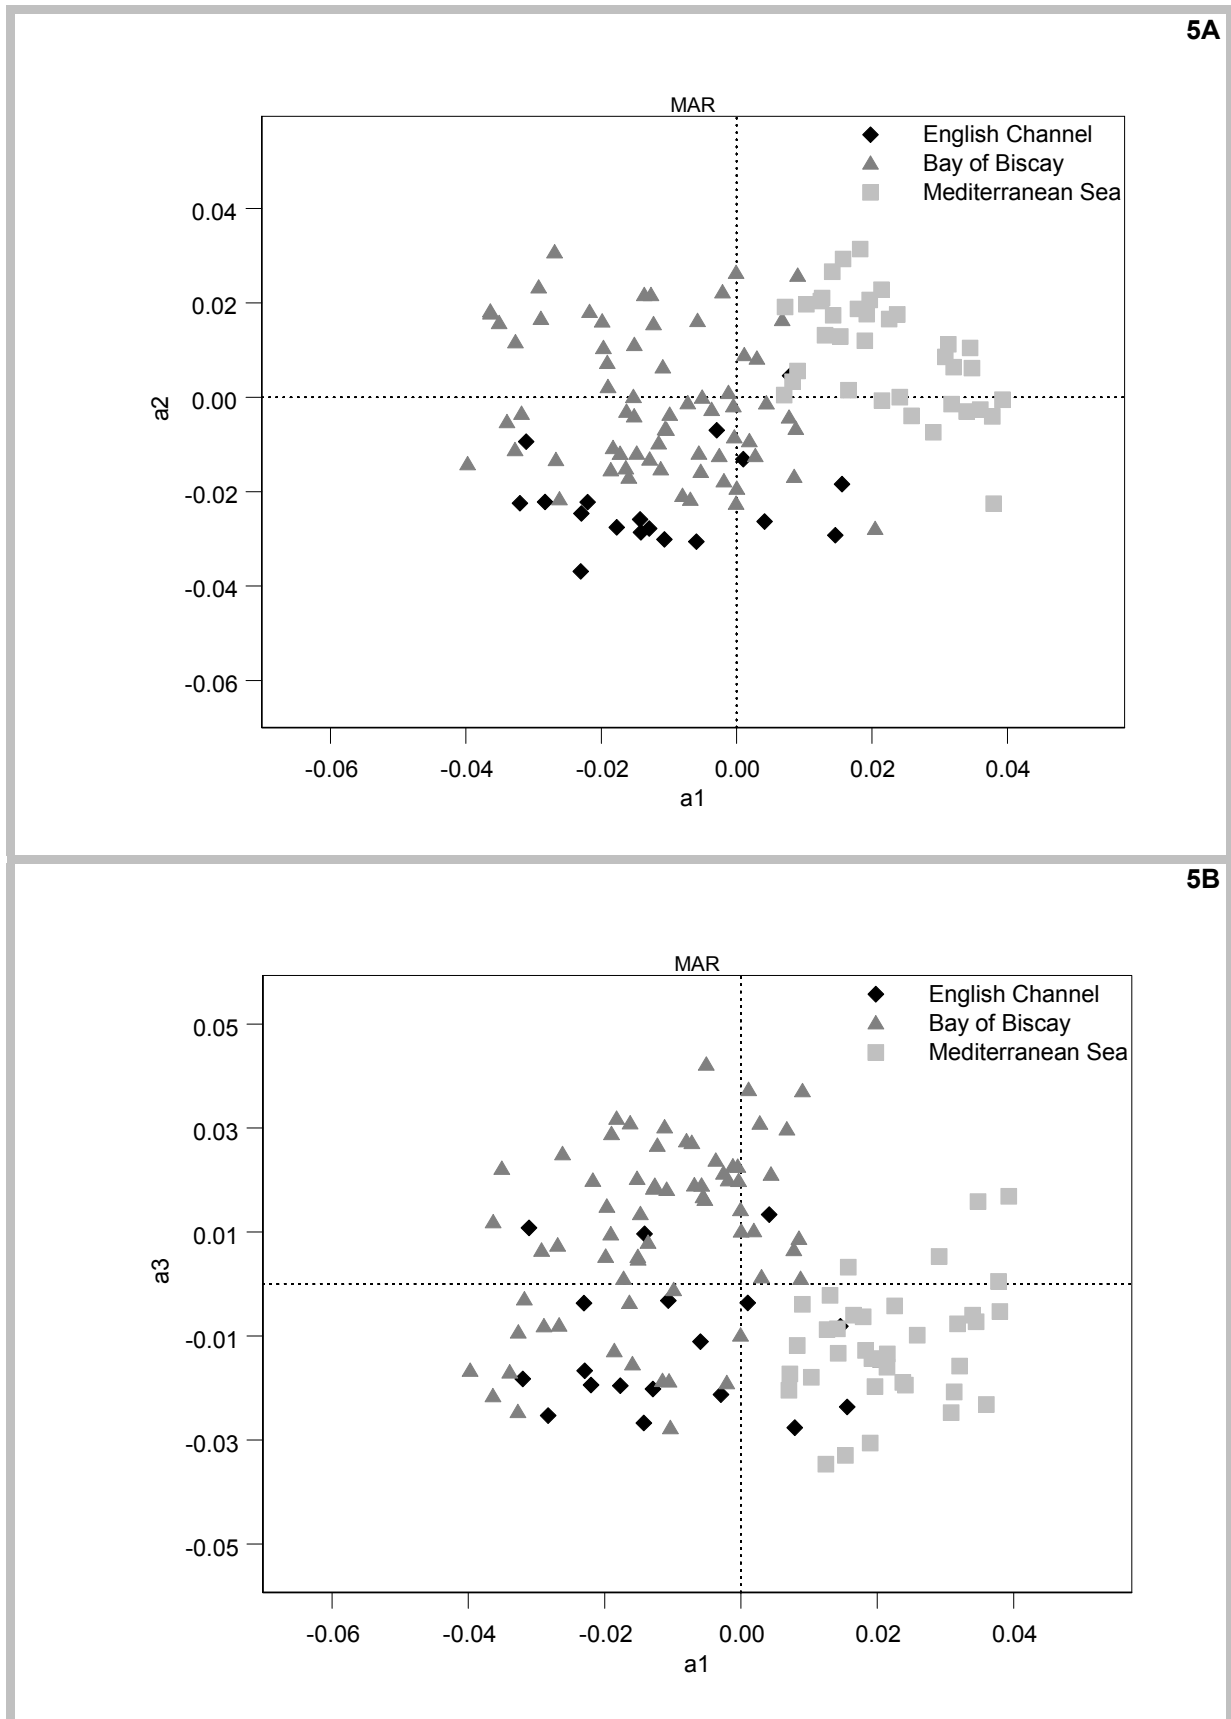 5A
MAR
English Channel
Bay of Biscay
Mediterranean Sea
0.04
0.02
0.00
-0.02
-0.04
-0.06
a2
-0.06 -0.04 -0.02 0.00 0.02 0.04
a1
5B
MAR
English Channel
Bay of Biscay
Mediterranean Sea
0.05
0.03
0.01
-0.01
-0.03
-0.05
a3
-0.06 -0.04 -0.02 0.00 0.02 0.04
a1